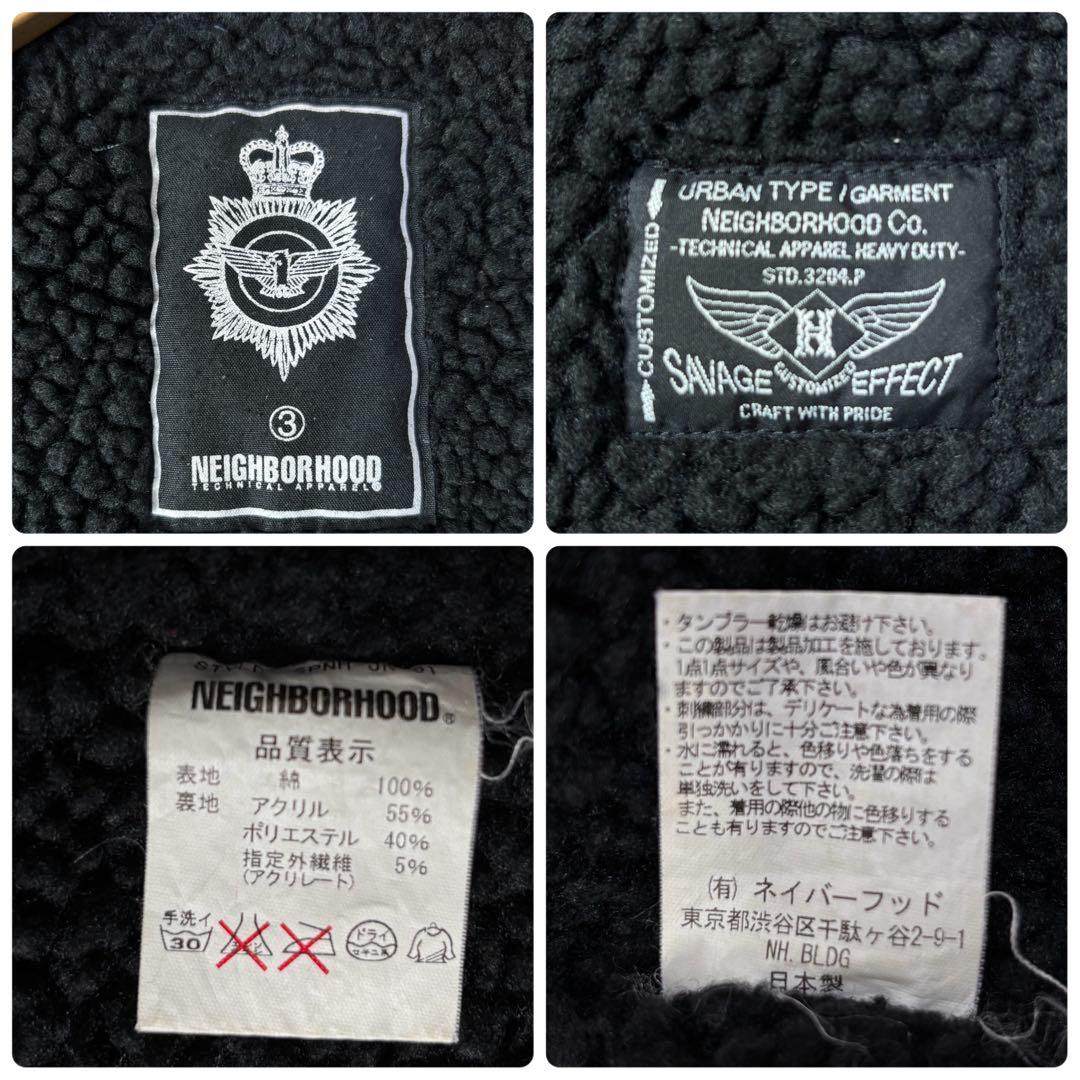 ③
NEIGHBORHOOD
TECHNICAL APPAREL®
CUSTOMIZED
URBAN TYPE / GARMENT
NEIGHBORHOOD Co.
-TECHNICAL APPAREL HEAVY DUTY-
STD.3204.P
H
SAVAGE CUSTOMIZED EFFECT
CRAFT WITH PRIDE
NEIGHBORHOOD®
品質表示
表地 綿 100%
裏地 アクリル 55%
ポリエステル 40%
指定外繊維 5%
(アクリレート)
手洗イ
30
ドライ
・タンブラー乾燥はお避け下さい。
・この製品は製品加工を施しております。
1点1点サイズや、風合いや色が異なり
ますのでご了承下さい。
・刺繍部分は、デリケートな為着用の際
引っかかりに十分ご注意下さい。
・水に濡れると、色移りや色落ちをする
ことが有りますので、洗濯の際は
単独洗いをして下さい。
また、着用の際他の物に色移りする
ことも有りますのでご注意下さい。
(有) ネイバーフッド
東京都渋谷区千駄ヶ谷2-9-1
NH. BLDG
日本製